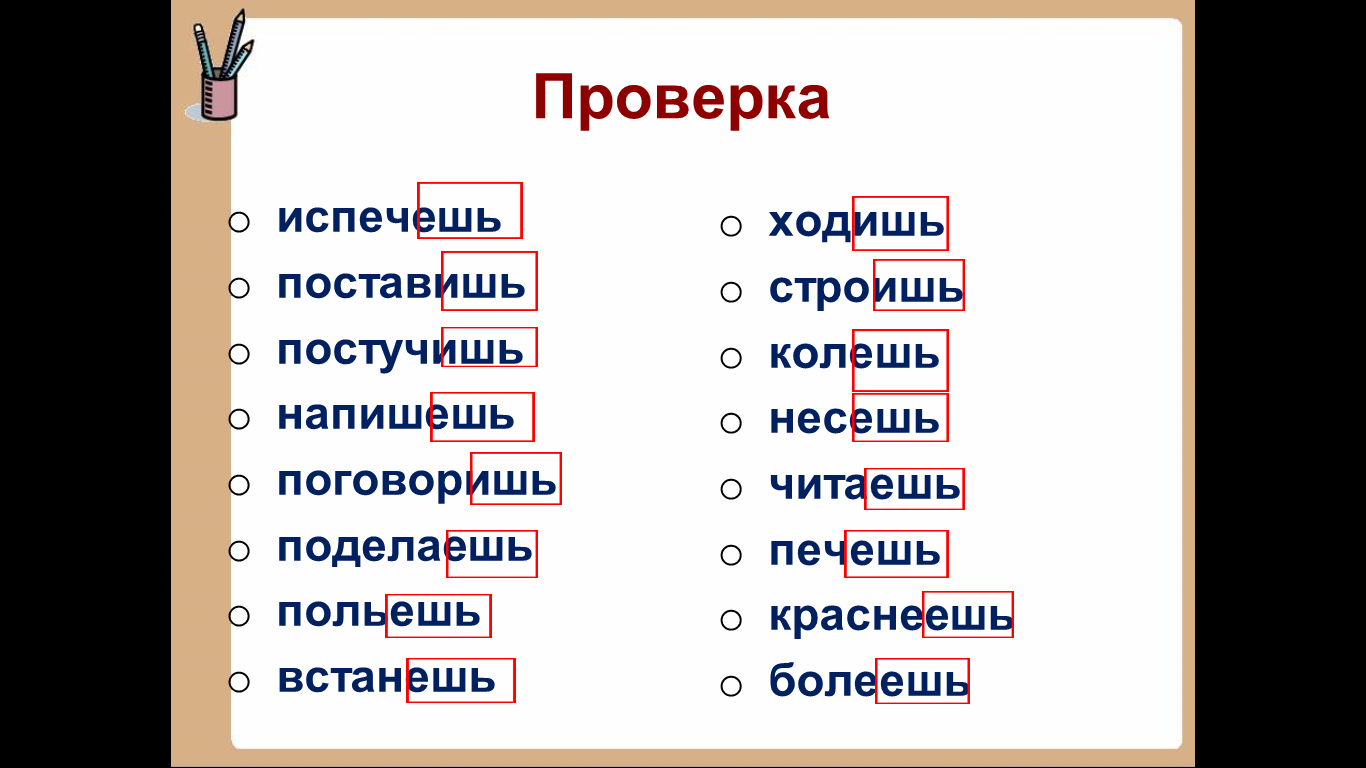 Проверка
испечешь
поставишь
постучишь
напишешь
поговоришь
поделаешь
польешь
встанешь
ходишь
строишь
колешь
несешь
читаешь
печешь
краснеешь
болеешь